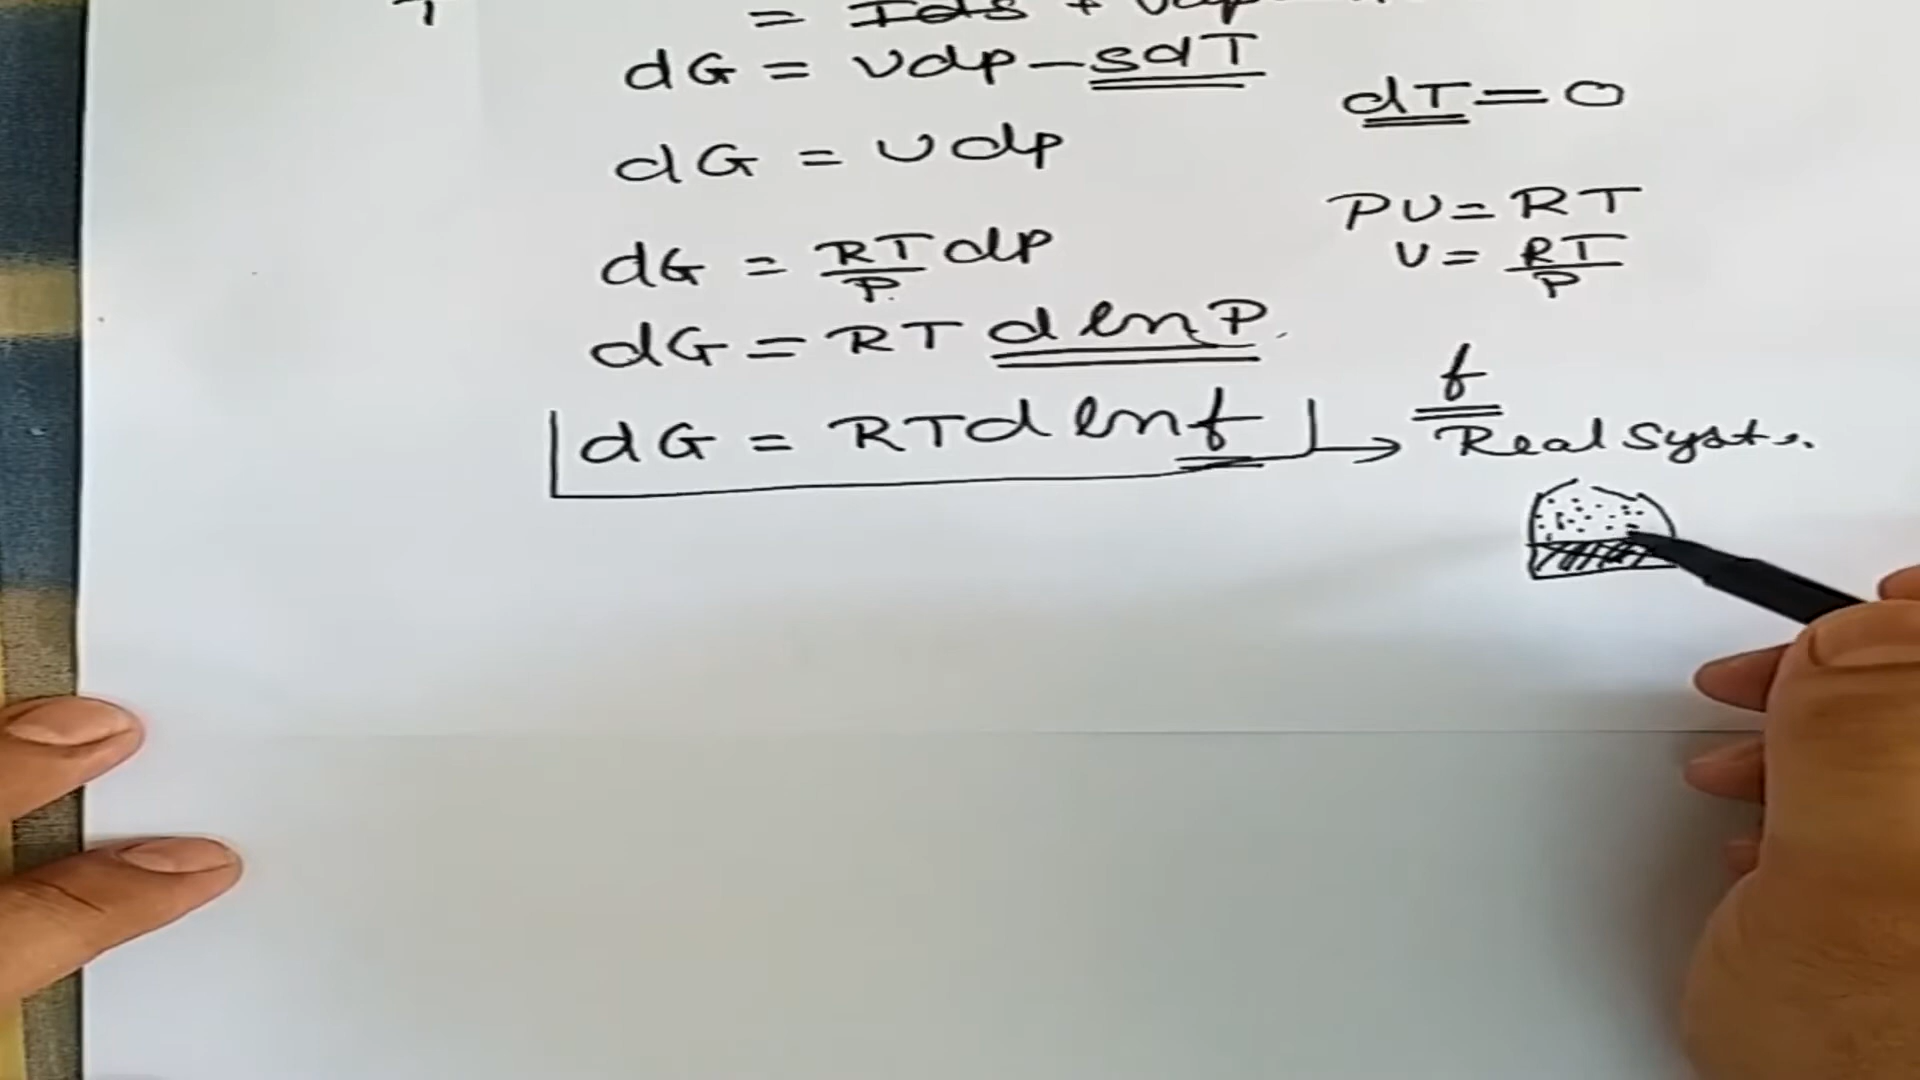 dG = vdp - sdT
dT = 0
dG = vdp
PV = RT
dG = RT/P dp
V = RT/P
dG = RT d ln P
f
dG = RT d ln f → Real Syst.